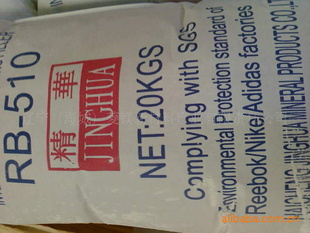 RB-510
精華
JINGHUA
NET:20KGS
Complying with SGS
Environmental Protection standard of
Reebok/Nike/Adidas factories
JINGHUA MINERAL PRODUCTS CO.,LT